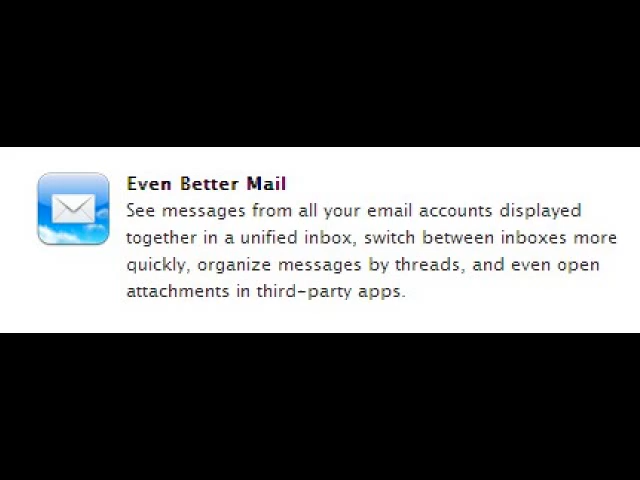 Even Better Mail
See messages from all your email accounts displayed
together in a unified inbox, switch between inboxes more
quickly, organize messages by threads, and even open
attachments in third-party apps.